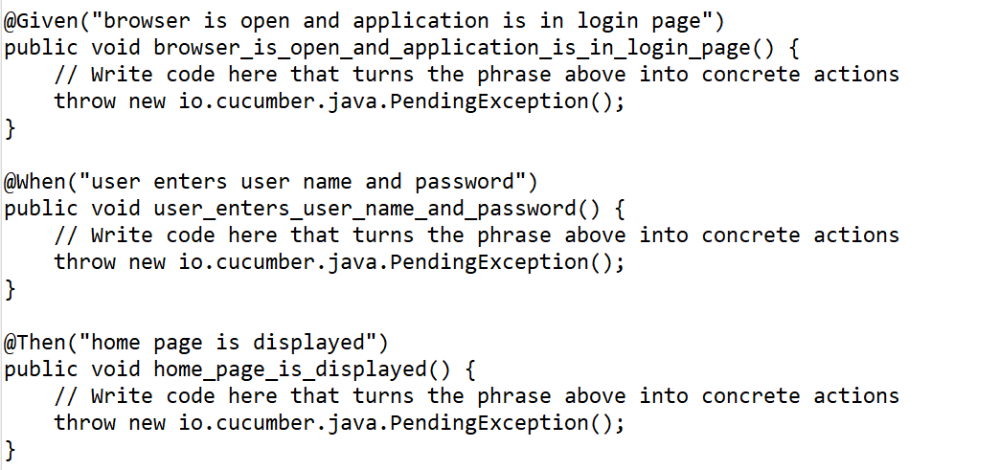 @Given("browser is open and application is in login page")
public void browser_is_open_and_application_is_in_login_page() {
    // Write code here that turns the phrase above into concrete actions
    throw new io.cucumber.java.PendingException();
}

@When("user enters user name and password")
public void user_enters_user_name_and_password() {
    // Write code here that turns the phrase above into concrete actions
    throw new io.cucumber.java.PendingException();
}

@Then("home page is displayed")
public void home_page_is_displayed() {
    // Write code here that turns the phrase above into concrete actions
    throw new io.cucumber.java.PendingException();
}